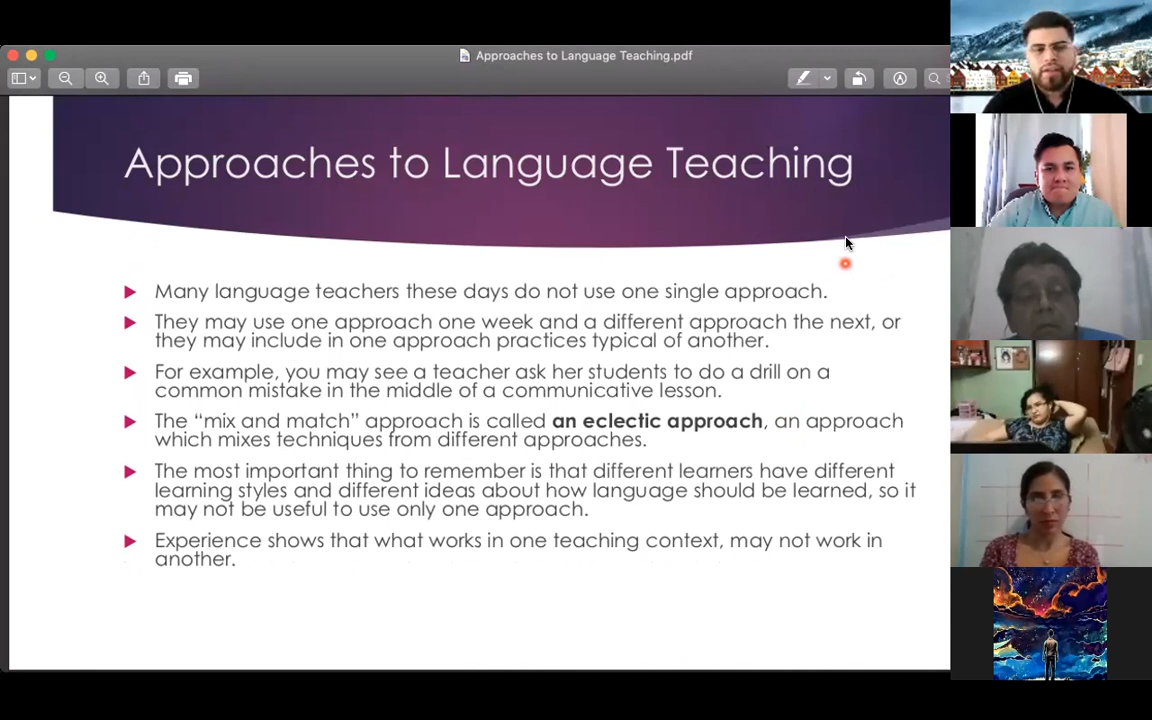 Approaches to Language Teaching.pdf
Approaches to Language Teaching
Many language teachers these days do not use one single approach.
They may use one approach one week and a different approach the next, or
they may include in one approach practices typical of another.
For example, you may see a teacher ask her students to do a drill on a
common mistake in the middle of a communicative lesson.
The “mix and match” approach is called an eclectic approach, an approach
which mixes techniques from different approaches.
The most important thing to remember is that different learners have different
learning styles and different ideas about how language should be learned, so it
may not be useful to use only one approach.
Experience shows that what works in one teaching context, may not work in
another.